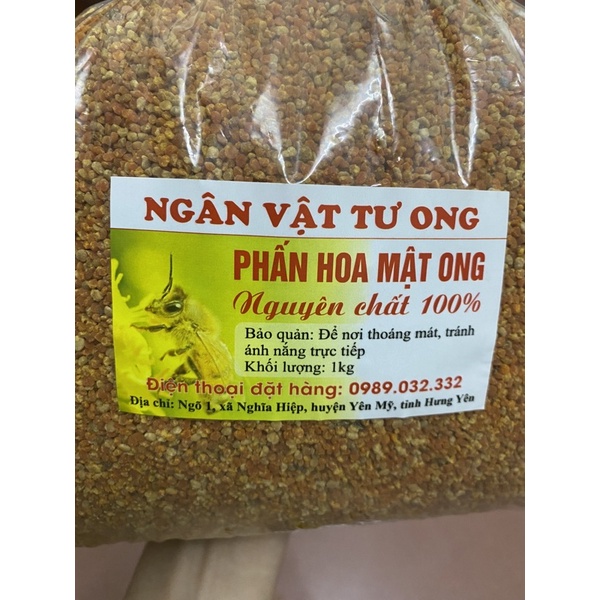 NGÂN VẬT TƯ ONG
PHẤN HOA MẬT ONG
Nguyên chất 100%
Bảo quản: Để nơi thoáng mát, tránh
ánh nắng trực tiếp
Khối lượng: 1kg
Điện thoại đặt hàng: 0989.032.332
Địa chỉ: Ngõ 1, xã Nghĩa Hiệp, huyện Yên Mỹ, tỉnh Hưng Yên